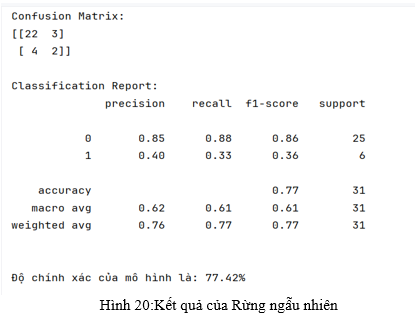 Confusion Matrix:
[[22  3]
 [ 4  2]]
Classification Report:
precision recall f1-score support
0 0.85 0.88 0.86 25
1 0.40 0.33 0.36 6
accuracy 0.77 31
macro avg 0.62 0.61 0.61 31
weighted avg 0.76 0.77 0.77 31
Độ chính xác của mô hình là: 77.42%
Hình 20:Kết quả của Rừng ngẫu nhiên